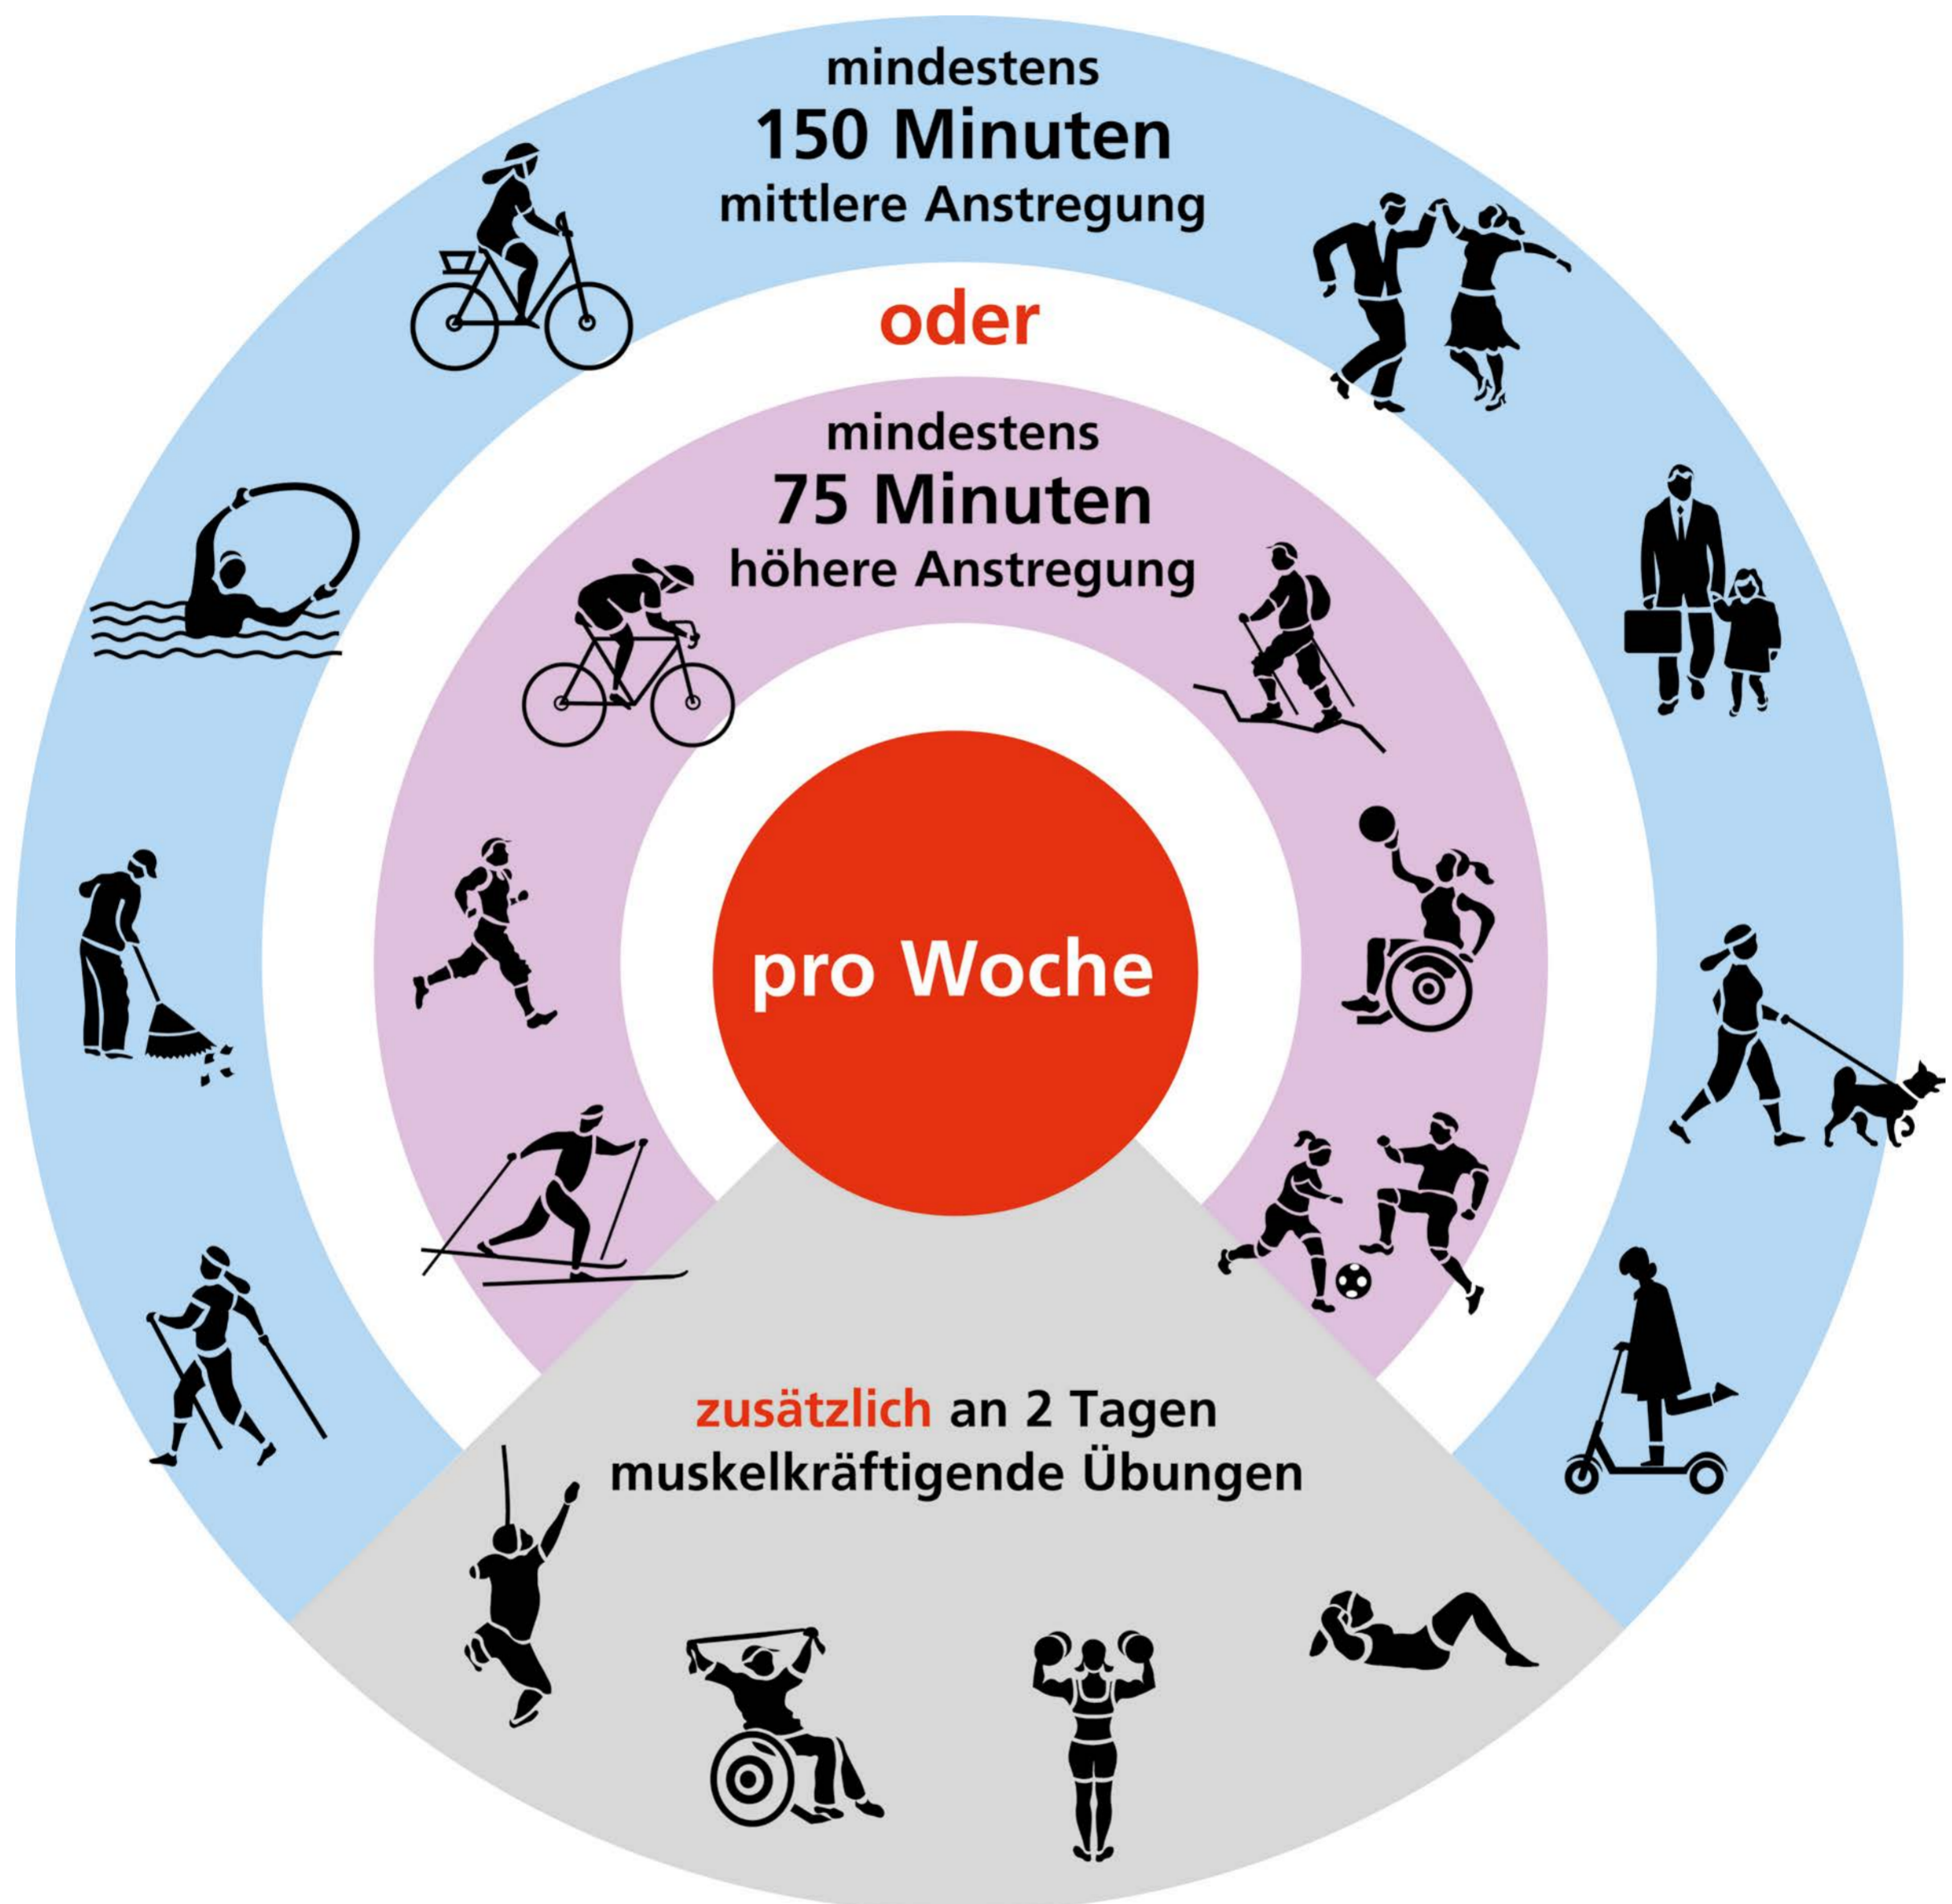 mindestens
150 Minuten
mittlere Anstregung
oder
mindestens
75 Minuten
höhere Anstregung
pro Woche
zusätzlich an 2 Tagen
muskelkräftigende Übungen